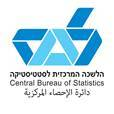 הלשכה המרכזית לסטטיסטיקה
Central Bureau of Statistics
دائرة الإحصاء المركزية